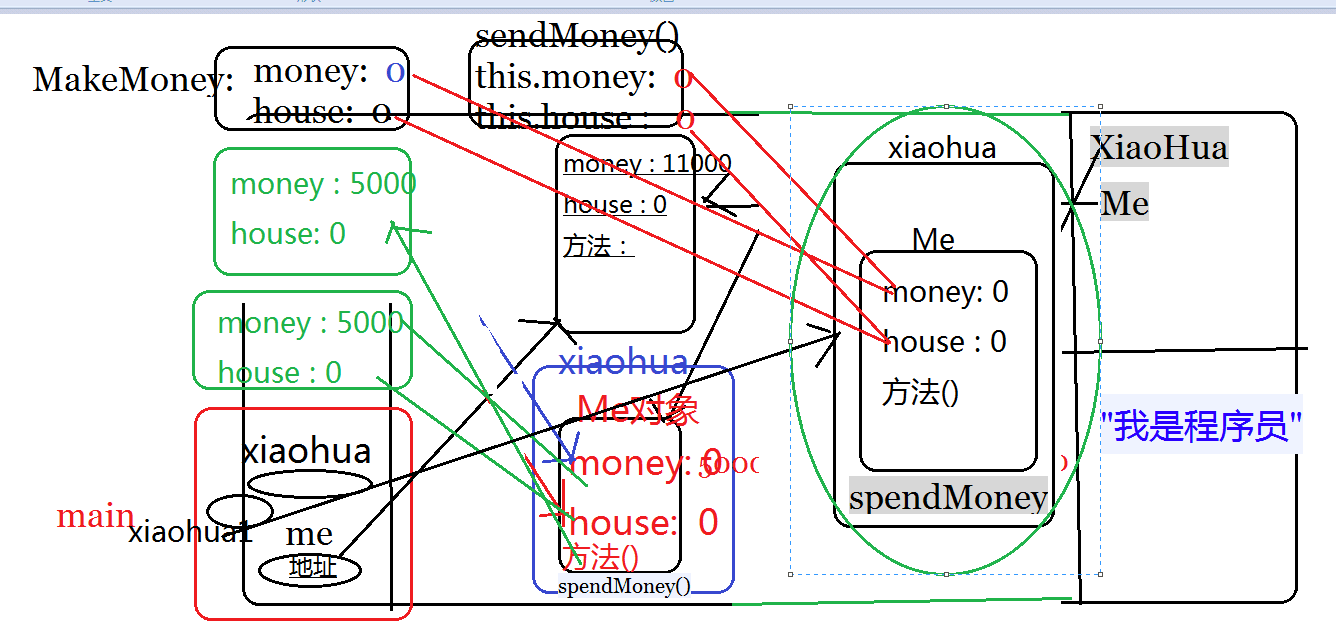 sendMoney()
MakeMoney:
money: 0
house: 0
this.money: 0
this.house : 0
money : 5000
house: 0
money : 11000
house : 0
方法：
xiaohua
Me
money: 0
house : 0
方法()
spendMoney
XiaoHua
Me
"我是程序员"
money : 5000
house : 0
xiaohua
Me对象
money: 0
house: 0
方法()
spendMoney()
main
xiaohua
xiaohua1
me
地址